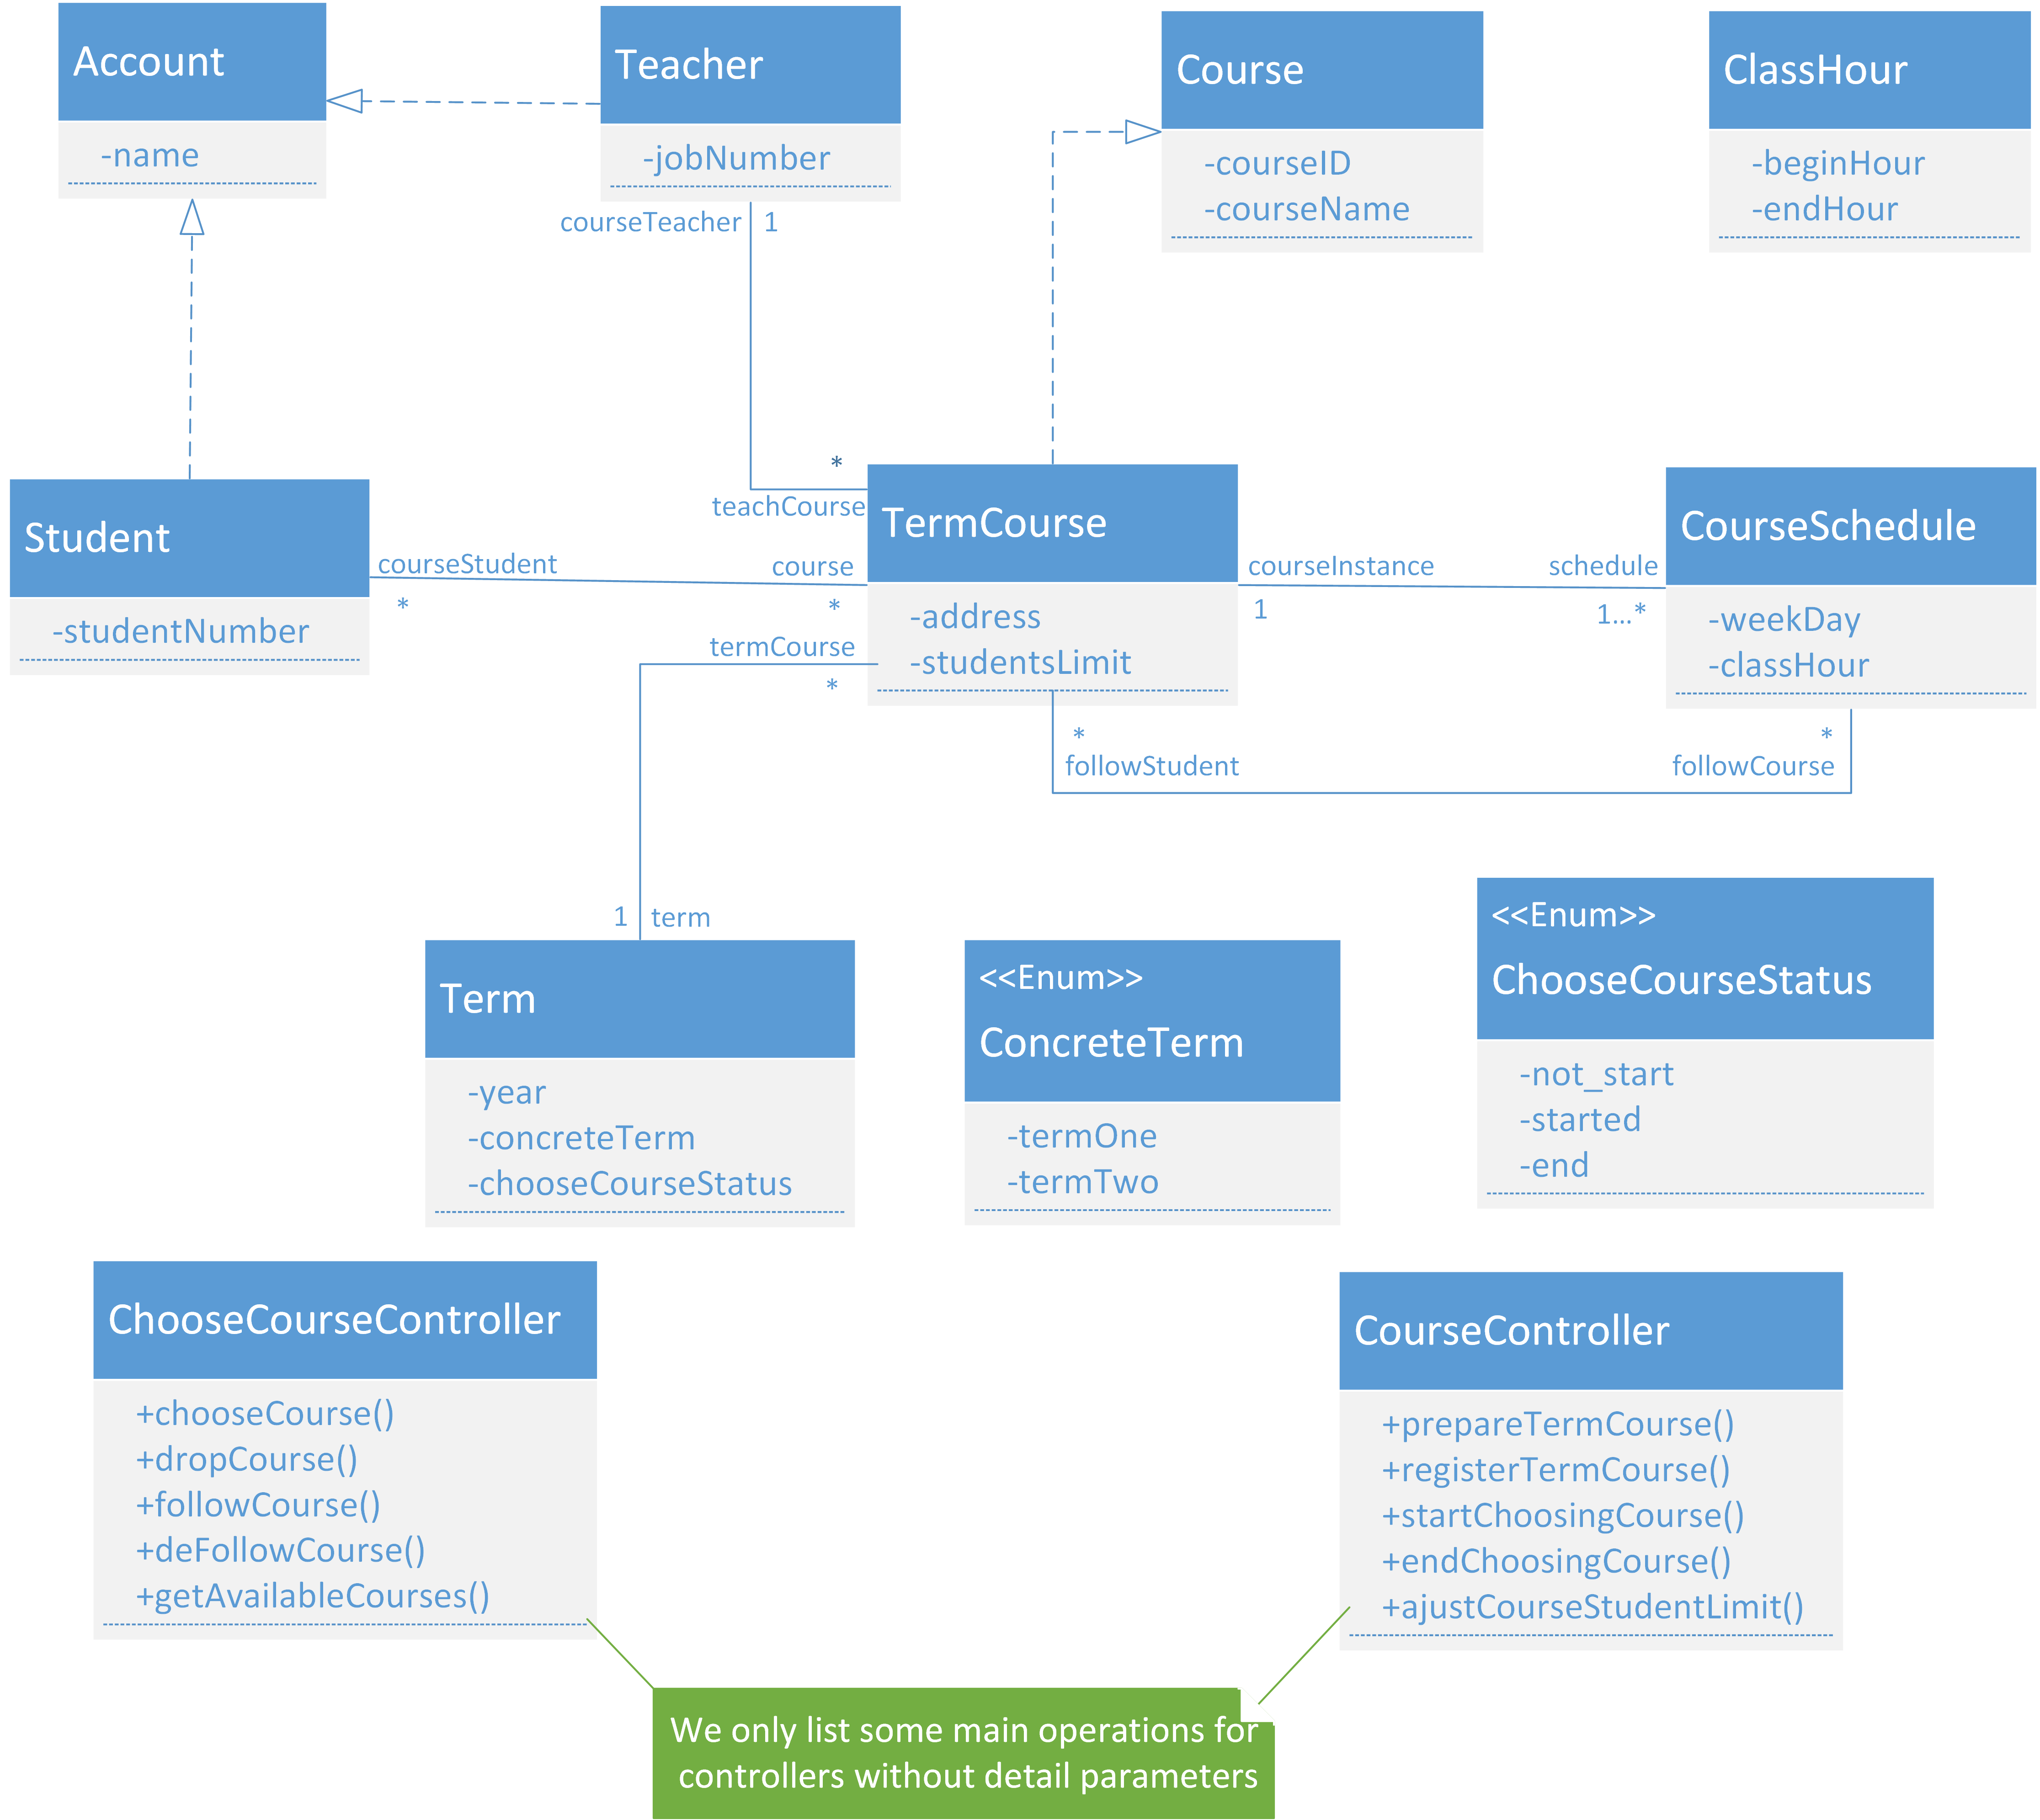 Account
-name
Teacher
-jobNumber
Course
-courseID
-courseName
ClassHour
-beginHour
-endHour
courseTeacher
1
*
teachCourse
Student
-studentNumber
courseStudent
*
course
*
TermCourse
-address
-studentsLimit
courseInstance
1
schedule
1...*
CourseSchedule
-weekDay
-classHour
termCourse
*
*
followStudent
*
followCourse
1
term
Term
-year
-concreteTerm
-chooseCourseStatus
<<Enum>>
ConcreteTerm
-termOne
-termTwo
<<Enum>>
ChooseCourseStatus
-not_start
-started
-end
ChooseCourseController
+chooseCourse()
+dropCourse()
+followCourse()
+deFollowCourse()
+getAvailableCourses()
CourseController
+prepareTermCourse()
+registerTermCourse()
+startChoosingCourse()
+endChoosingCourse()
+ajustCourseStudentLimit()
We only list some main operations for
controllers without detail parameters